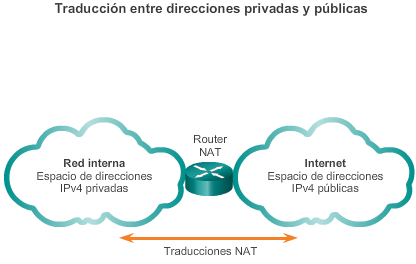 Traducción entre direcciones privadas y públicas
Router
NAT
Red interna
Espacio de direcciones
IPv4 privadas
Internet
Espacio de direcciones
IPv4 públicas
Traducciones NAT